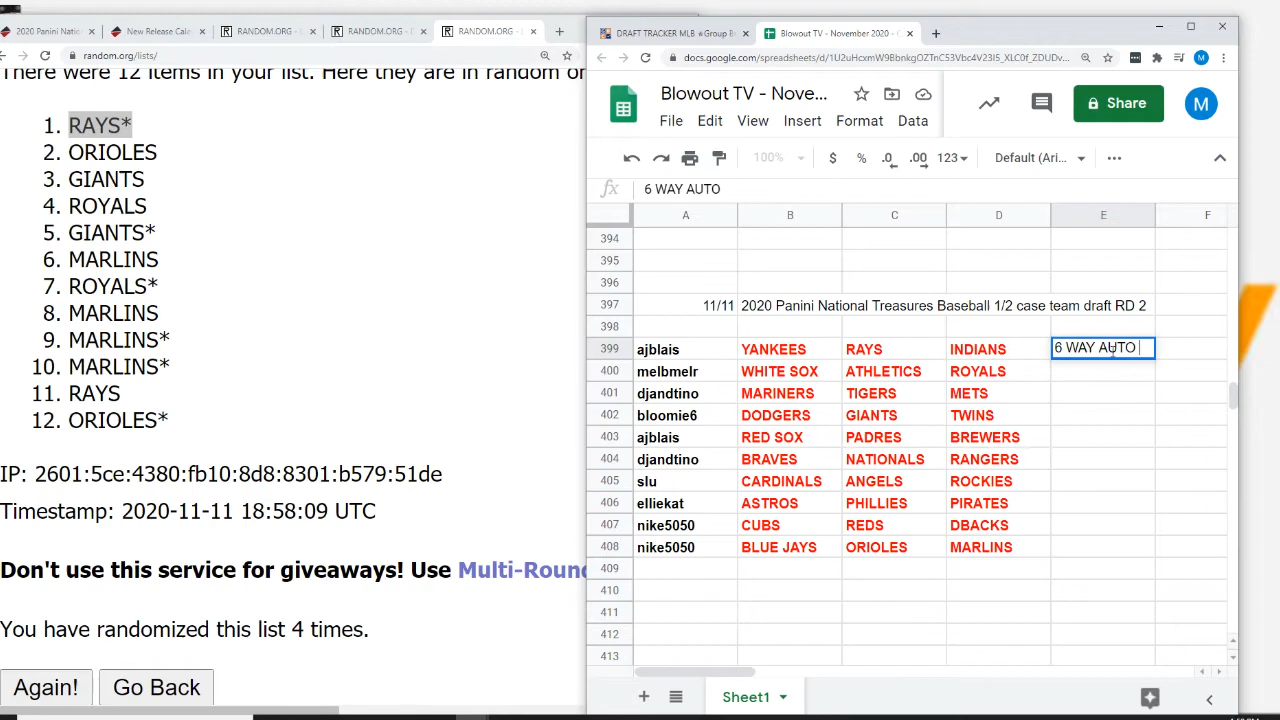 2020 Panini Natio
New Release Cale
RANDOM.ORG - L
RANDOM.ORG - L
RANDOM.ORG - L
random.org/lists/
There were 12 items in your list. Here they are in random or
1. RAYS*
2. ORIOLES
3. GIANTS
4. ROYALS
5. GIANTS*
6. MARLINS
7. ROYALS*
8. MARLINS
9. MARLINS*
10. MARLINS*
11. RAYS
12. ORIOLES*
IP: 2601:5ce:4380:fb10:8d8:8301:b579:51de
Timestamp: 2020-11-11 18:58:09 UTC
Don't use this service for giveaways! Use Multi-Round
You have randomized this list 4 times.
Again! Go Back
DRAFT TRACKER MLB ★Group B
Blowout TV - November 2020 -
Blowout TV - Nove...
Share
M
File Edit View Insert Format Data
100% $ % .0 .00 123 Default (Ari... ...
fx 6 WAY AUTO
A B C D E F
394
395
396
397 11/11 2020 Panini National Treasures Baseball 1/2 case team draft RD 2
398
399 ajblais YANKEES RAYS INDIANS 6 WAY AUTO
400 melbmelr WHITE SOX ATHLETICS ROYALS
401 djandtino MARINERS TIGERS METS
402 bloomie6 DODGERS GIANTS TWINS
403 ajblais RED SOX PADRES BREWERS
404 djandtino BRAVES NATIONALS RANGERS
405 slu CARDINALS ANGELS ROCKIES
406 elliekat ASTROS PHILLIES PIRATES
407 nike5050 CUBS REDS DBACKS
408 nike5050 BLUE JAYS ORIOLES MARLINS
409
410
411
412
413
Sheet1